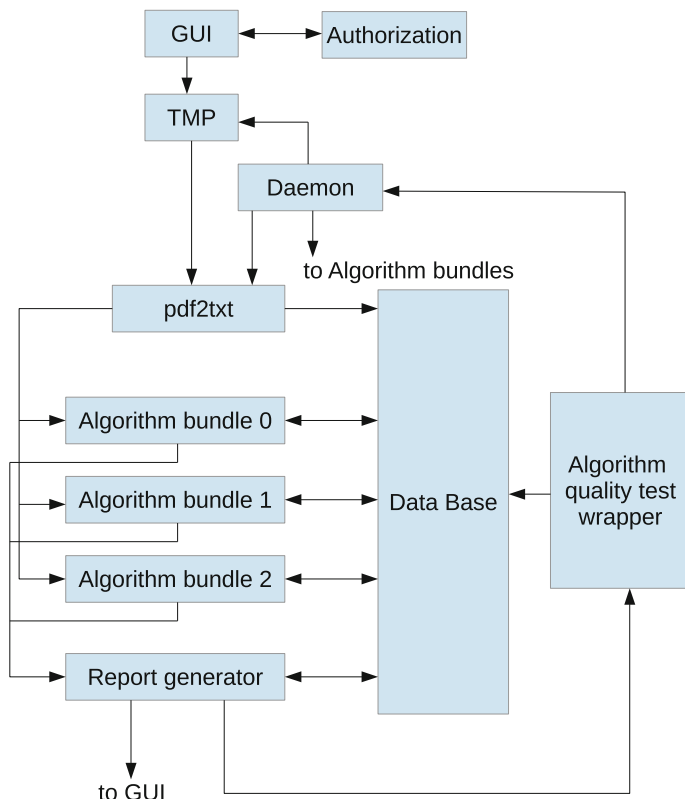 GUI
Authorization
TMP
Daemon
to Algorithm bundles
pdf2txt
Algorithm bundle 0
Algorithm bundle 1
Algorithm bundle 2
Data Base
Algorithm
quality test
wrapper
Report generator
to GUI